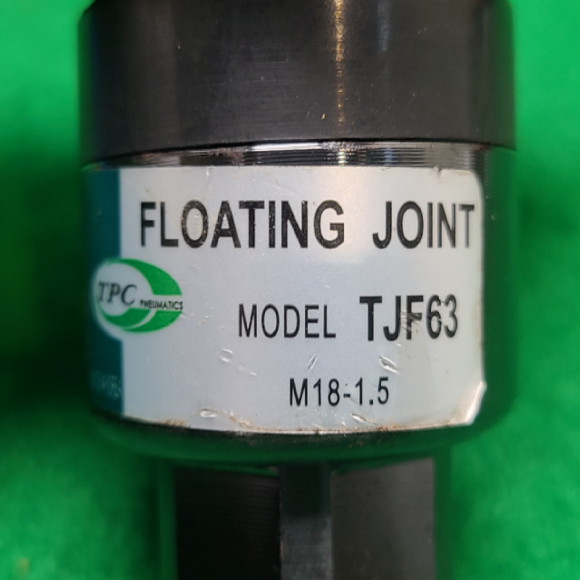 FLOATING JOINT
TPC
PNEUMATICS
MODEL TJF63
M18-1.5